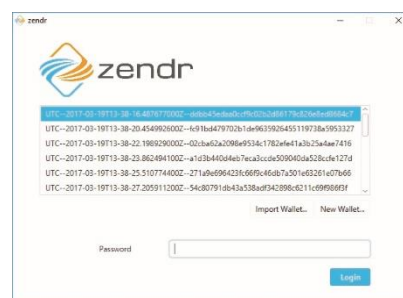 zendr
zendr
UTC--2017-03-19T13-38-16.487677000Z--ddbb45edaa0ccf9c02b2d86179c826e8ed8684c7
UTC--2017-03-19T13-38-20.454992600Z--fc91bd479702b1de9635926455119738a5953327
UTC--2017-03-19T13-38-22.198929000Z--02cba62a2098e9534c1782efe41a3b25a4ae7416
UTC--2017-03-19T13-38-23.862494100Z--a1d3b440d4eb7eca3ccde509040da528ccfe127d
UTC--2017-03-19T13-38-25.510774400Z--271a9e696423fc66f9c46db7a501e63261e07b66
UTC--2017-03-19T13-38-27.205911200Z--54c80791db43a538adf342898c6211c69f986f3f
Import Wallet... New Wallet...
Password
Login